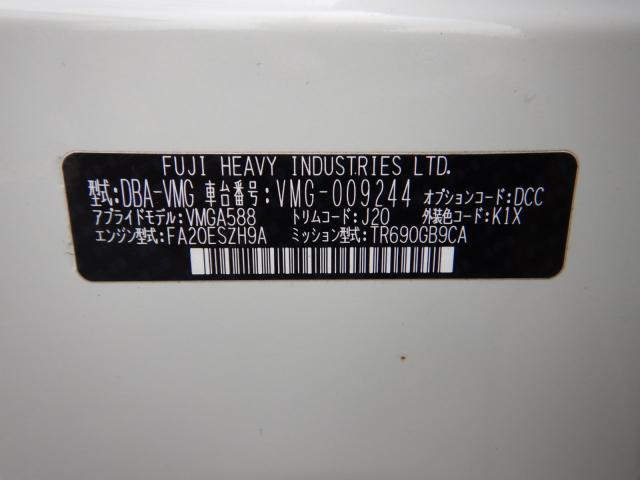 FUJI HEAVY INDUSTRIES LTD.
型式:DBA-VMG 車台番号:VMG-009244 オプションコード:DCC
アプライドモデル:VMGA588 トリムコード:J20 外装色コード:K1X
エンジン型式:FA20ESZH9A ミッション型式:TR690GB9CA